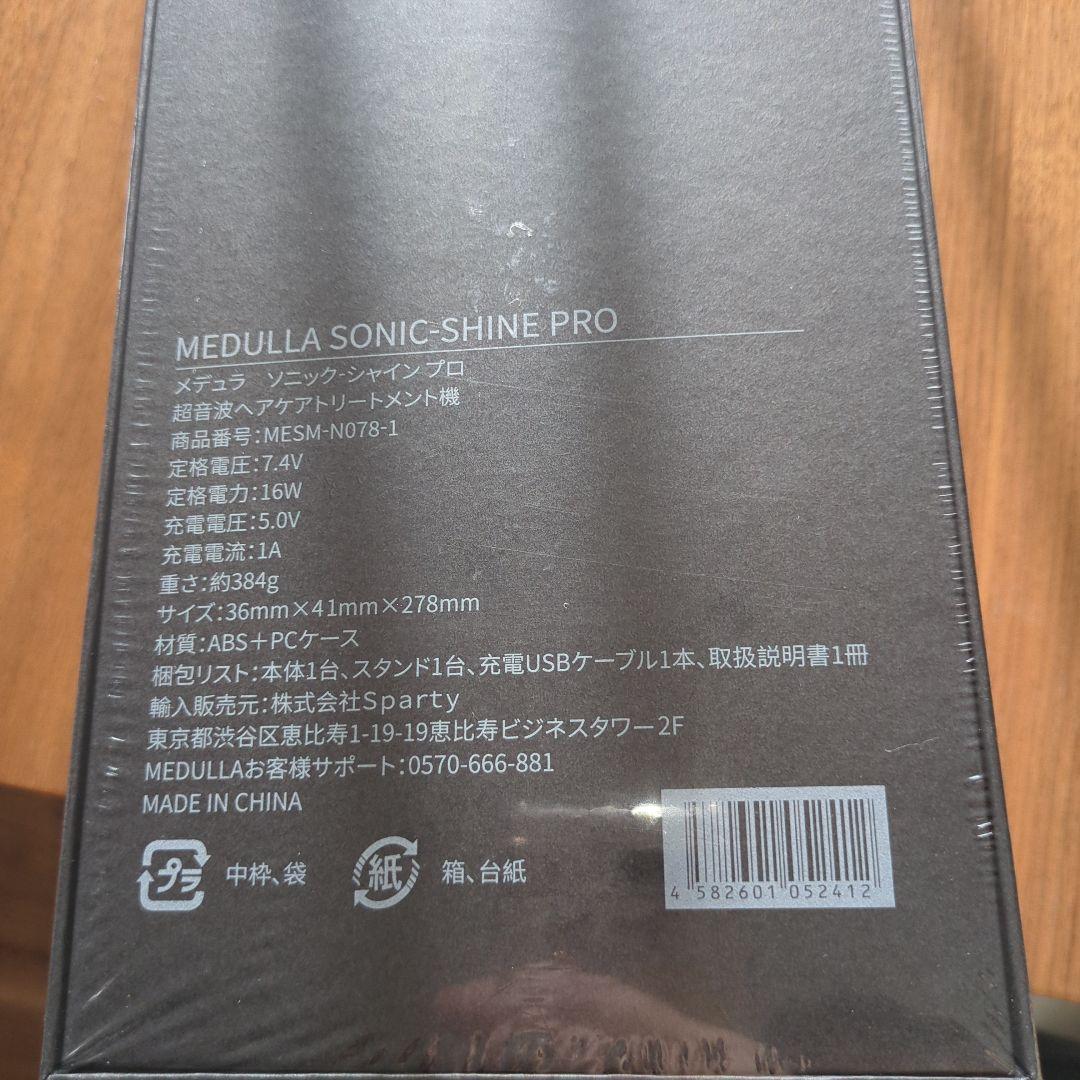 MEDULLA SONIC-SHINE PRO
メデュラ　ソニック-シャイン プロ
超音波ヘアケアトリートメント機
商品番号:MESM-N078-1
定格電圧:7.4V
定格電力:16W
充電電圧:5.0V
充電電流:1A
重さ:約384g
サイズ:36mm×41mm×278mm
材質:ABS+PCケース
梱包リスト:本体1台、スタンド1台、充電USBケーブル1本、取扱説明書1冊
輸入販売元:株式会社Sparty
東京都渋谷区恵比寿1-19-19恵比寿ビジネスタワー2F
MEDULLAお客様サポート:0570-666-881
MADE IN CHINA
プラ 中枠、袋 紙 箱、台紙
4 582601 052412